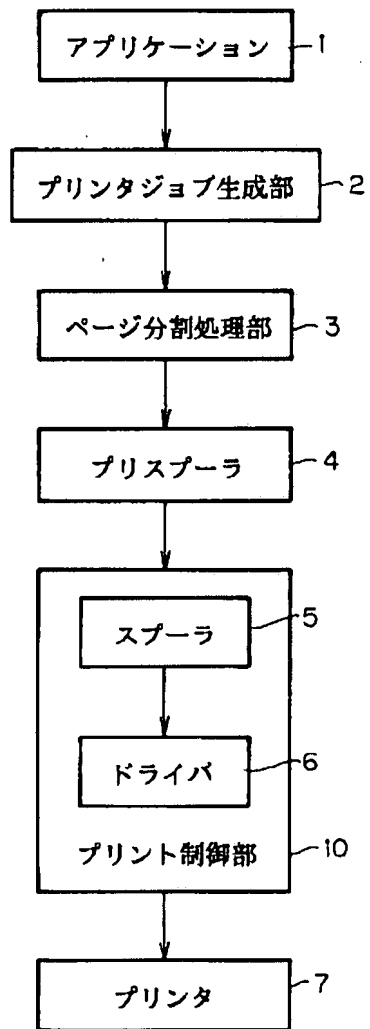 アプリケーション 1
プリンタジョブ生成部 2
ページ分割処理部 3
プリスプーラ 4
スプーラ 5
ドライバ 6
プリント制御部 10
プリンタ 7